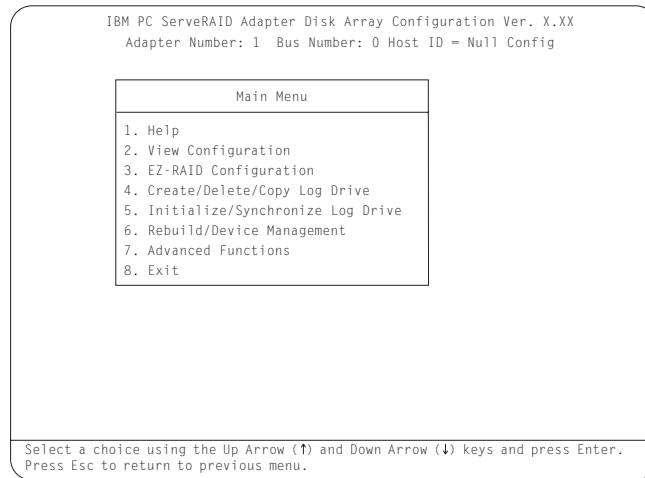 IBM PC ServeRAID Adapter Disk Array Configuration Ver. X.XX
Adapter Number: 1 Bus Number: 0 Host ID = Null Config
Main Menu
1. Help
2. View Configuration
3. EZ-RAID Configuration
4. Create/Delete/Copy Log Drive
5. Initialize/Synchronize Log Drive
6. Rebuild/Device Management
7. Advanced Functions
8. Exit
Select a choice using the Up Arrow (↑) and Down Arrow (↓) keys and press Enter.
Press Esc to return to previous menu.